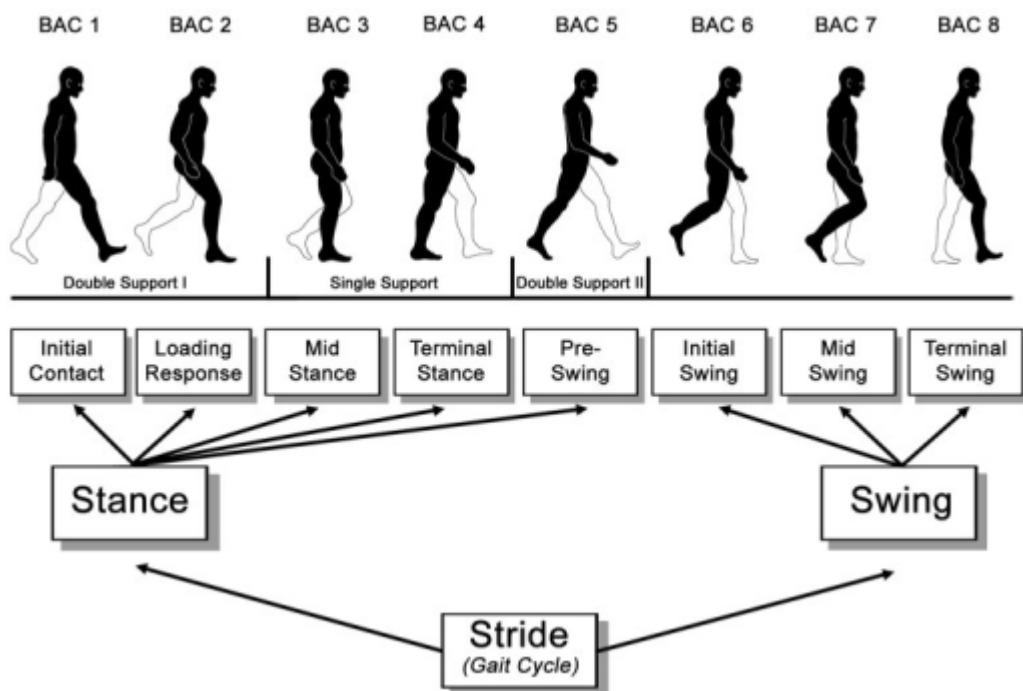 BAC 1 BAC 2 BAC 3 BAC 4 BAC 5 BAC 6 BAC 7 BAC 8
Double Support I Single Support Double Support II
Initial Contact
Loading Response
Mid Stance
Terminal Stance
Pre-Swing
Initial Swing
Mid Swing
Terminal Swing
Stance Swing
Stride
(Gait Cycle)